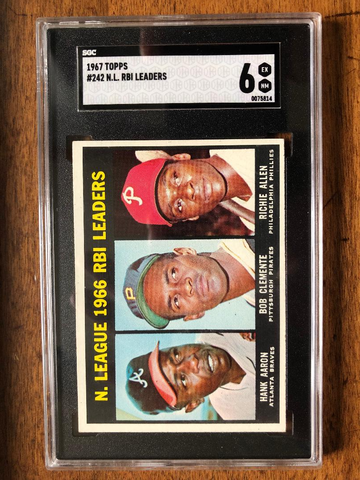 SGC
1967 TOPPS
#242 N.L. RBI LEADERS
6
EX
NM
0075814
N. LEAGUE 1966 RBI LEADERS
HANK AARON
ATLANTA BRAVES
BOB CLEMENTE
PITTSBURGH PIRATES
RICHIE ALLEN
PHILADELPHIA PHILLIES
A
P
P